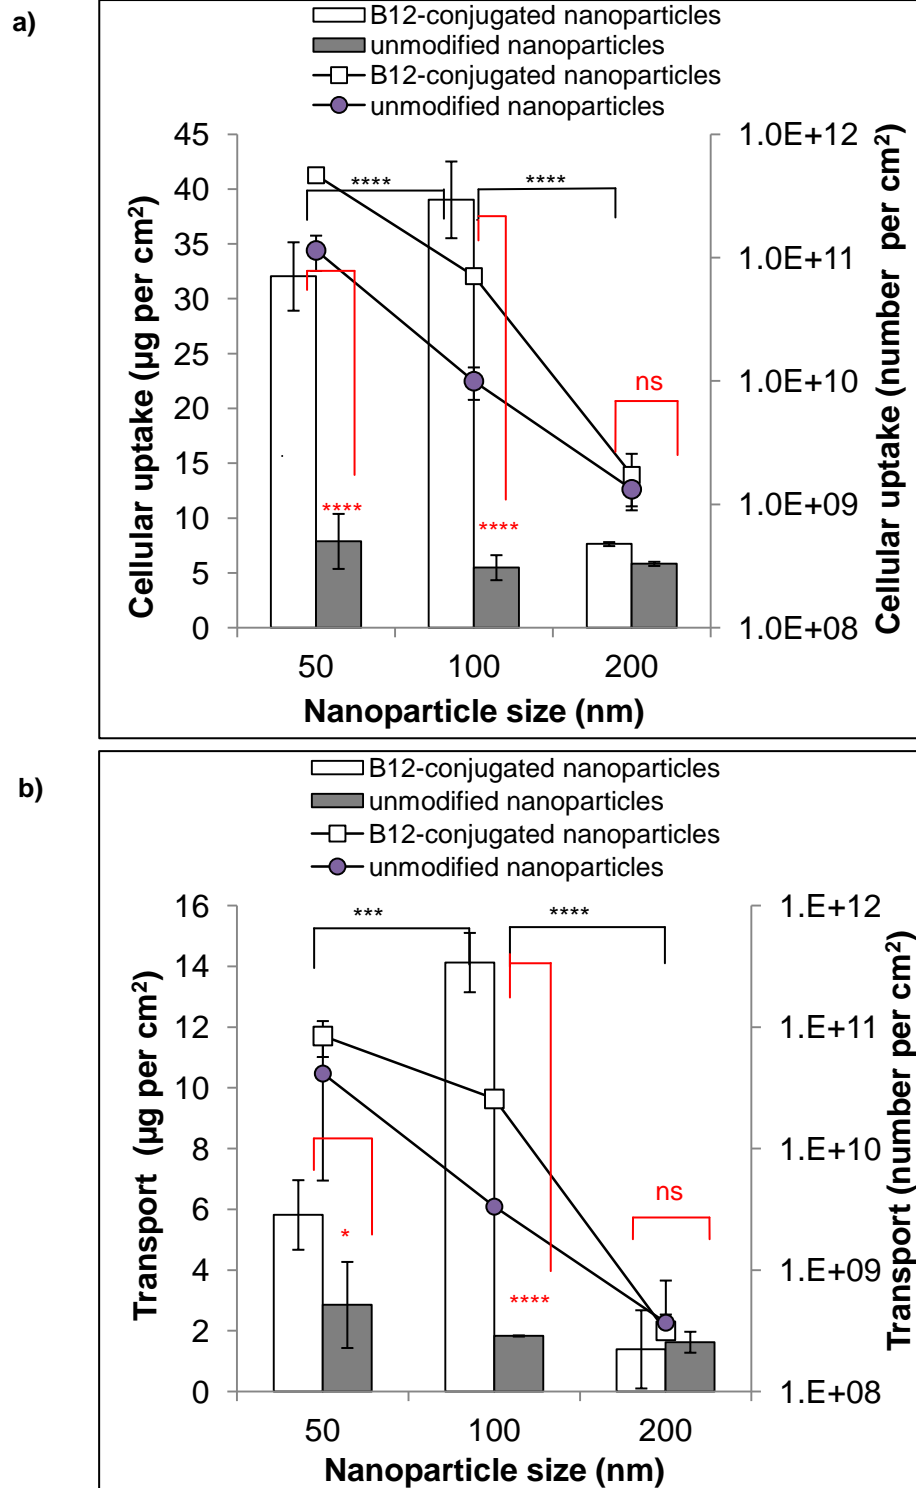 a)
B12-conjugated nanoparticles
unmodified nanoparticles
B12-conjugated nanoparticles
unmodified nanoparticles
Cellular uptake (µg per cm²)
45
40
35
30
25
20
15
10
5
0
1.0E+12
1.0E+11
1.0E+10
1.0E+09
1.0E+08
Cellular uptake (number per cm²)
****
****
****
****
ns
50 100 200
Nanoparticle size (nm)
b)
B12-conjugated nanoparticles
unmodified nanoparticles
B12-conjugated nanoparticles
unmodified nanoparticles
Transport (µg per cm²)
16
14
12
10
8
6
4
2
0
1.E+12
1.E+11
1.E+10
1.E+09
1.E+08
Transport (number per cm²)
***
****
*
****
ns
50 100 200
Nanoparticle size (nm)